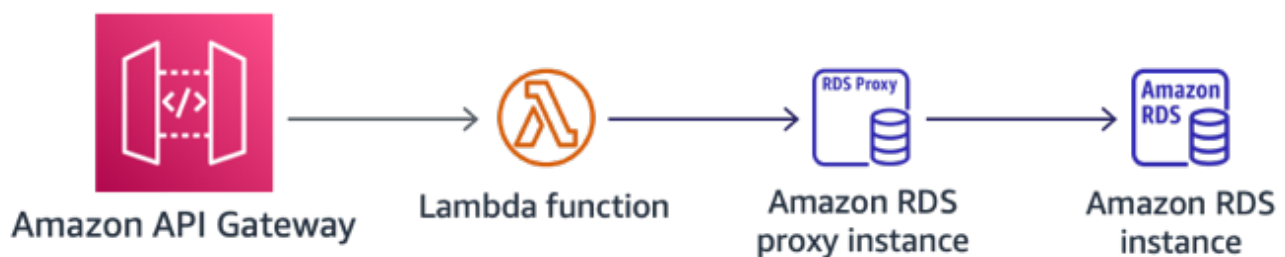 </>
RDS Proxy
Amazon
RDS
Amazon API Gateway
Lambda function
Amazon RDS
proxy instance
Amazon RDS
instance